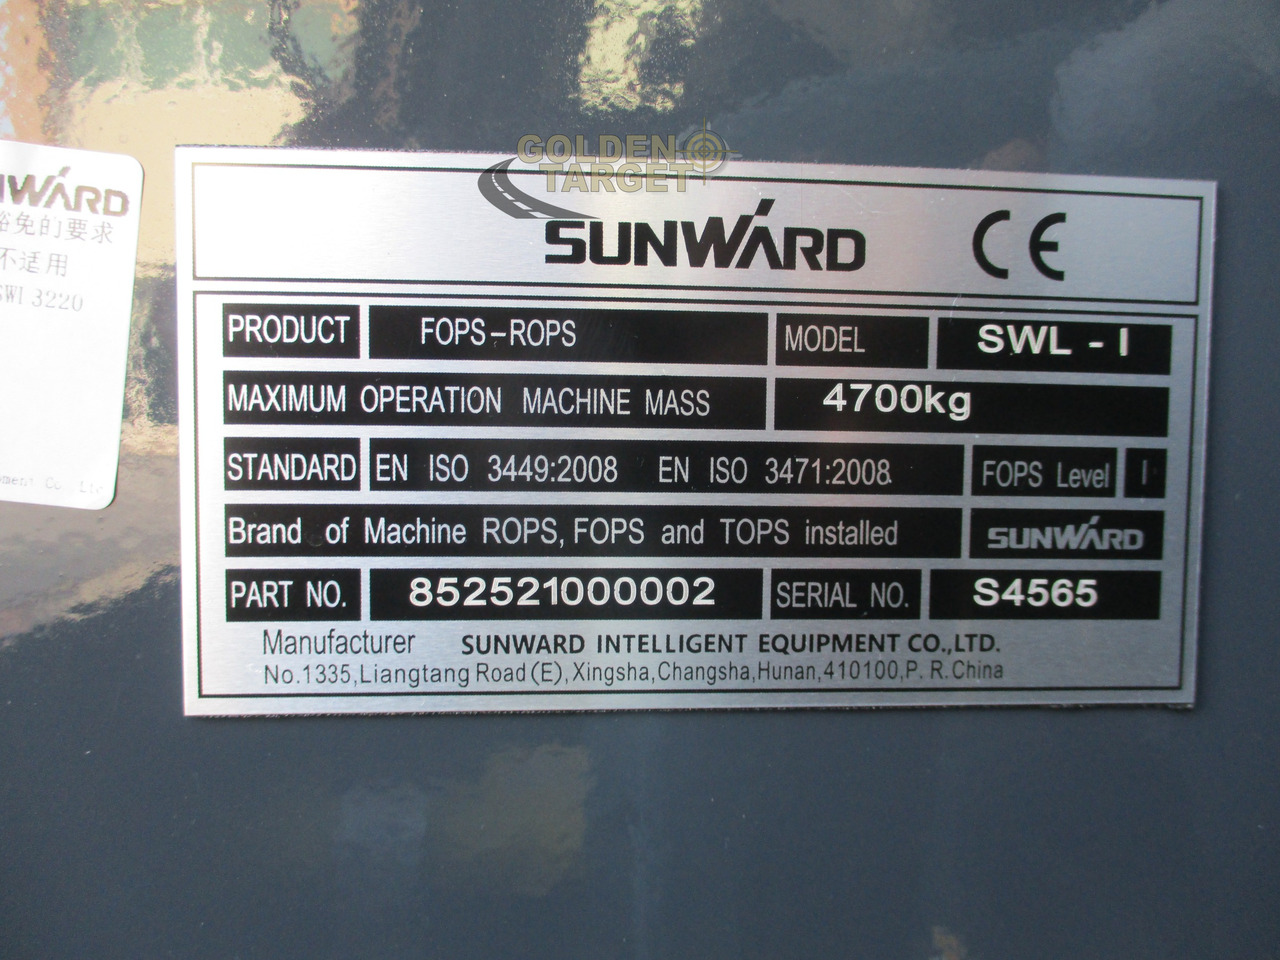 GOLDEN
TARGET
SUNWARD CE
PRODUCT FOPS-ROPS MODEL SWL - I
MAXIMUM OPERATION MACHINE MASS 4700kg
STANDARD EN ISO 3449:2008 EN ISO 3471:2008 FOPS Level I
Brand of Machine ROPS, FOPS and TOPS installed SUNWARD
PART NO. 852521000002 SERIAL NO. S4565
Manufacturer SUNWARD INTELLIGENT EQUIPMENT CO.,LTD.
No.1335,Liangtang Road(E),Xingsha,Changsha,Hunan,410100,P. R.China
免的要求
不适用
3220
Co. Ltd